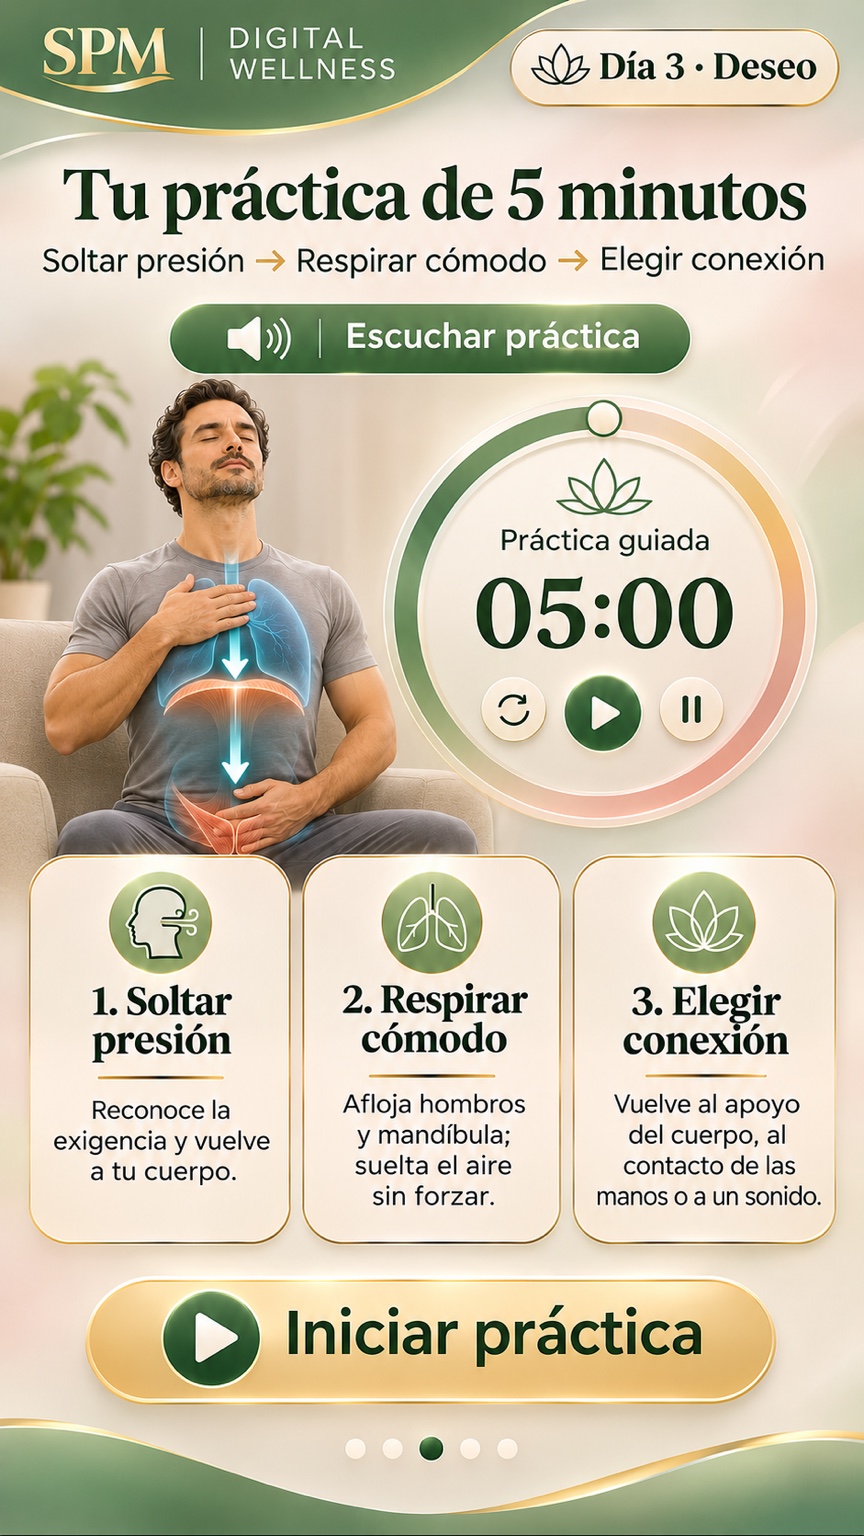 SPM
DIGITAL
WELLNESS
Día 3 · Deseo
Tu práctica de 5 minutos
Soltar presión → Respirar cómodo → Elegir conexión
Escuchar práctica
Práctica guiada
05:00
1. Soltar
presión
Reconoce la
exigencia y vuelve
a tu cuerpo.
2. Respirar
cómodo
Afloja hombros
y mandíbula;
suelta el aire
sin forzar.
3. Elegir
conexión
Vuelve al apoyo
del cuerpo, al
contacto de las
manos o a un sonido.
Iniciar práctica